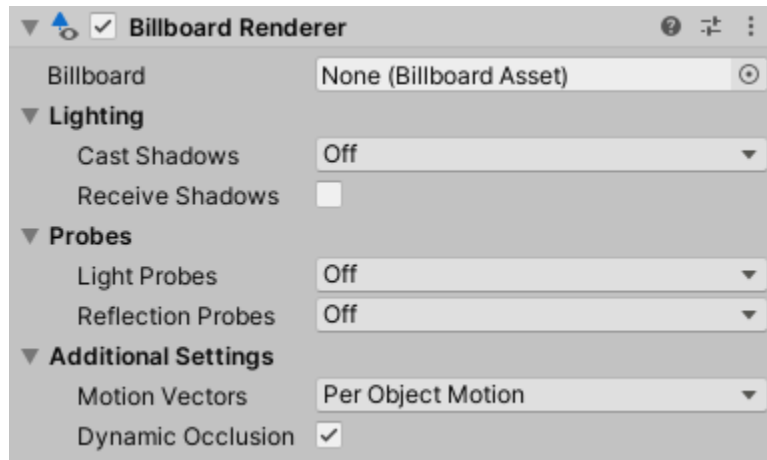 Billboard Renderer
Billboard None (Billboard Asset)
Lighting
Cast Shadows Off
Receive Shadows
Probes
Light Probes Off
Reflection Probes Off
Additional Settings
Motion Vectors Per Object Motion
Dynamic Occlusion